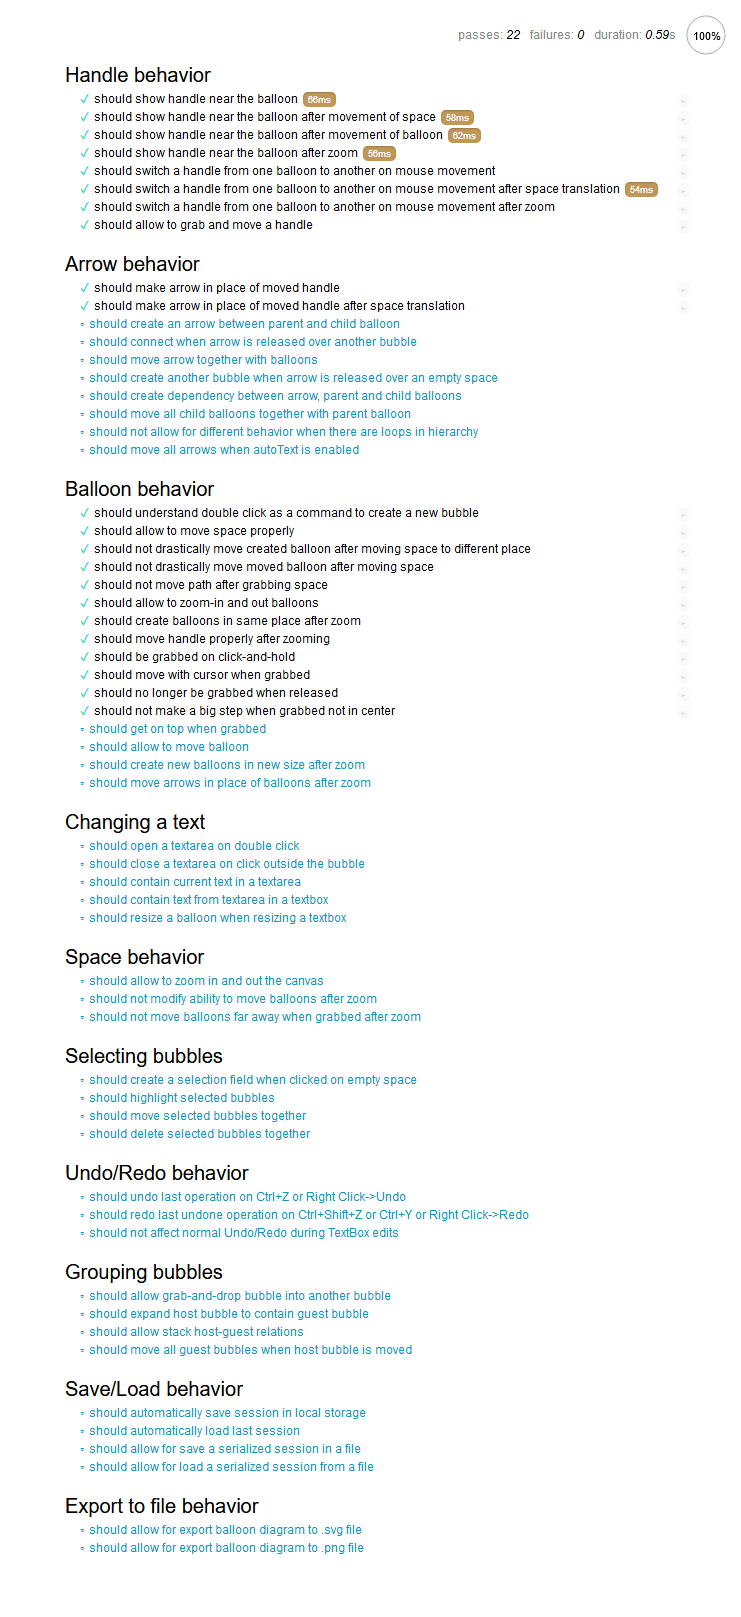 passes: 22 failures: 0 duration: 0.59s 100%
Handle behavior
✓ should show handle near the balloon 66ms
✓ should show handle near the balloon after movement of space 58ms
✓ should show handle near the balloon after movement of balloon 62ms
✓ should show handle near the balloon after zoom 56ms
✓ should switch a handle from one balloon to another on mouse movement
✓ should switch a handle from one balloon to another on mouse movement after space translation 54ms
✓ should switch a handle from one balloon to another on mouse movement after zoom
✓ should allow to grab and move a handle
Arrow behavior
✓ should make arrow in place of moved handle
✓ should make arrow in place of moved handle after space translation
should create an arrow between parent and child balloon
should connect when arrow is released over another bubble
should move arrow together with balloons
should create another bubble when arrow is released over an empty space
should create dependency between arrow, parent and child balloons
should move all child balloons together with parent balloon
should not allow for different behavior when there are loops in hierarchy
should move all arrows when autoText is enabled
Balloon behavior
✓ should understand double click as a command to create a new bubble
✓ should allow to move space properly
✓ should not drastically move created balloon after moving space to different place
✓ should not drastically move moved balloon after moving space
✓ should not move path after grabbing space
✓ should allow to zoom-in and out balloons
✓ should create balloons in same place after zoom
✓ should move handle properly after zooming
✓ should be grabbed on click-and-hold
✓ should move with cursor when grabbed
✓ should no longer be grabbed when released
✓ should not make a big step when grabbed not in center
should get on top when grabbed
should allow to move balloon
should create new balloons in new size after zoom
should move arrows in place of balloons after zoom
Changing a text
should open a textarea on double click
should close a textarea on click outside the bubble
should contain current text in a textarea
should contain text from textarea in a textbox
should resize a balloon when resizing a textbox
Space behavior
should allow to zoom in and out the canvas
should not modify ability to move balloons after zoom
should not move balloons far away when grabbed after zoom
Selecting bubbles
should create a selection field when clicked on empty space
should highlight selected bubbles
should move selected bubbles together
should delete selected bubbles together
Undo/Redo behavior
should undo last operation on Ctrl+Z or Right Click->Undo
should redo last undone operation on Ctrl+Shift+Z or Ctrl+Y or Right Click->Redo
should not affect normal Undo/Redo during TextBox edits
Grouping bubbles
should allow grab-and-drop bubble into another bubble
should expand host bubble to contain guest bubble
should allow stack host-guest relations
should move all guest bubbles when host bubble is moved
Save/Load behavior
should automatically save session in local storage
should automatically load last session
should allow for save a serialized session in a file
should allow for load a serialized session from a file
Export to file behavior
should allow for export balloon diagram to .svg file
should allow for export balloon diagram to .png file